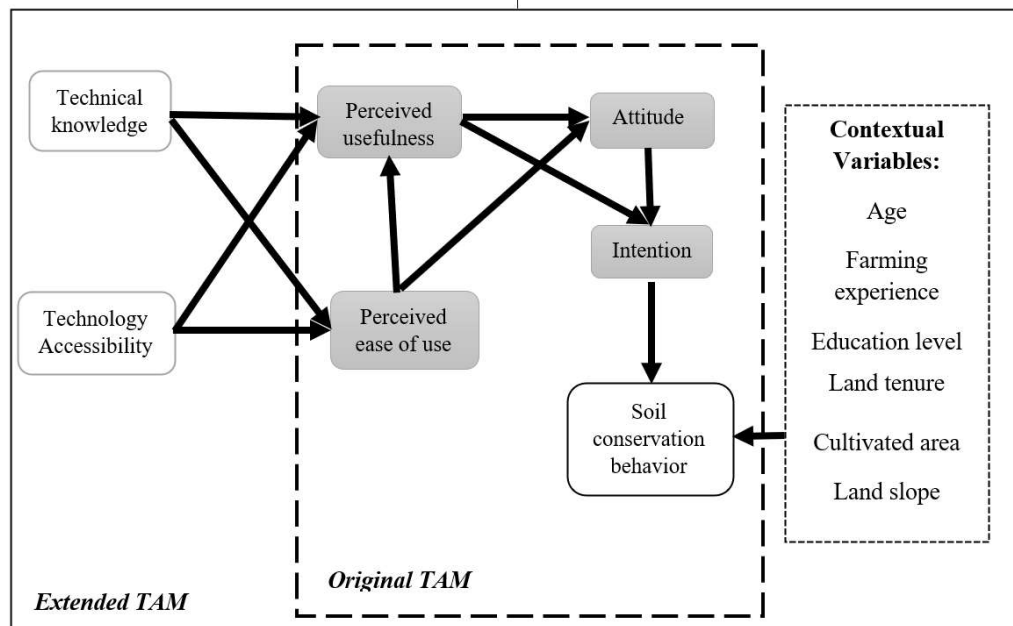 Technical
knowledge
Technology
Accessibility
Perceived
usefulness
Perceived
ease of use
Attitude
Intention
Soil
conservation
behavior
Contextual
Variables:
Age
Farming
experience
Education level
Land tenure
Cultivated area
Land slope
Original TAM
Extended TAM